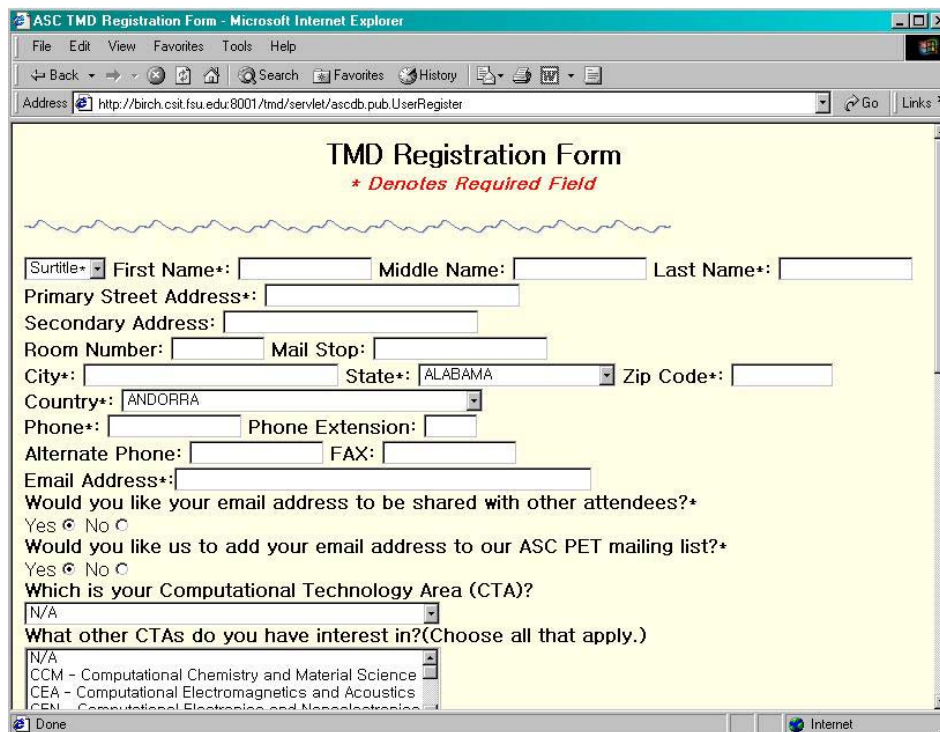 ASC TMD Registration Form - Microsoft Internet Explorer
File Edit View Favorites Tools Help
Back Search Favorites History
Address http://birch.csit.fsu.edu:8001/tmd/servlet/ascdb.pub.UserRegister Go Links
TMD Registration Form
* Denotes Required Field
Surtitle* First Name*: Middle Name: Last Name*:
Primary Street Address*:
Secondary Address:
Room Number: Mail Stop:
City*: State*: ALABAMA Zip Code*:
Country*: ANDORRA
Phone*: Phone Extension:
Alternate Phone: FAX:
Email Address*:
Would you like your email address to be shared with other attendees?*
Yes No
Would you like us to add your email address to our ASC PET mailing list?*
Yes No
Which is your Computational Technology Area (CTA)?
N/A
What other CTAs do you have interest in?(Choose all that apply.)
N/A
CCM - Computational Chemistry and Material Science
CEA - Computational Electromagnetics and Acoustics
CEN - Computational Electronics and Nanoelectronics
Done Internet